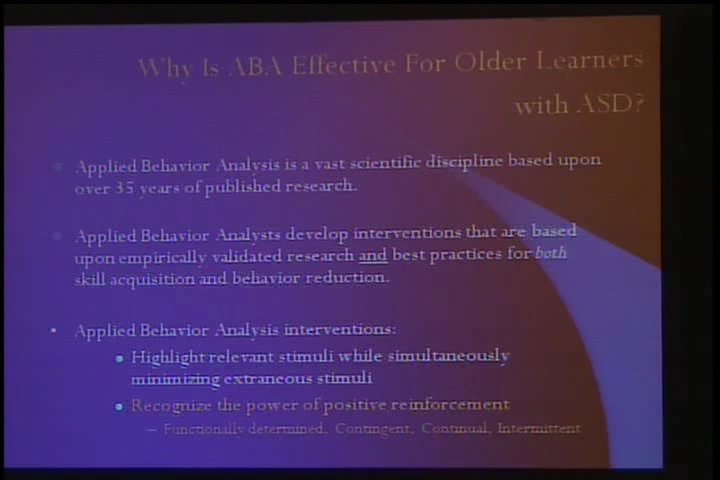 Why Is ABA Effective For Older Learners
with ASD?
Applied Behavior Analysis is a vast scientific discipline based upon
over 35 years of published research.
Applied Behavior Analysts develop interventions that are based
upon empirically validated research and best practices for both
skill acquisition and behavior reduction.
• Applied Behavior Analysis interventions:
• Highlight relevant stimuli while simultaneously
minimizing extraneous stimuli
• Recognize the power of positive reinforcement
– Functionally determined, Contingent, Continual, Intermittent